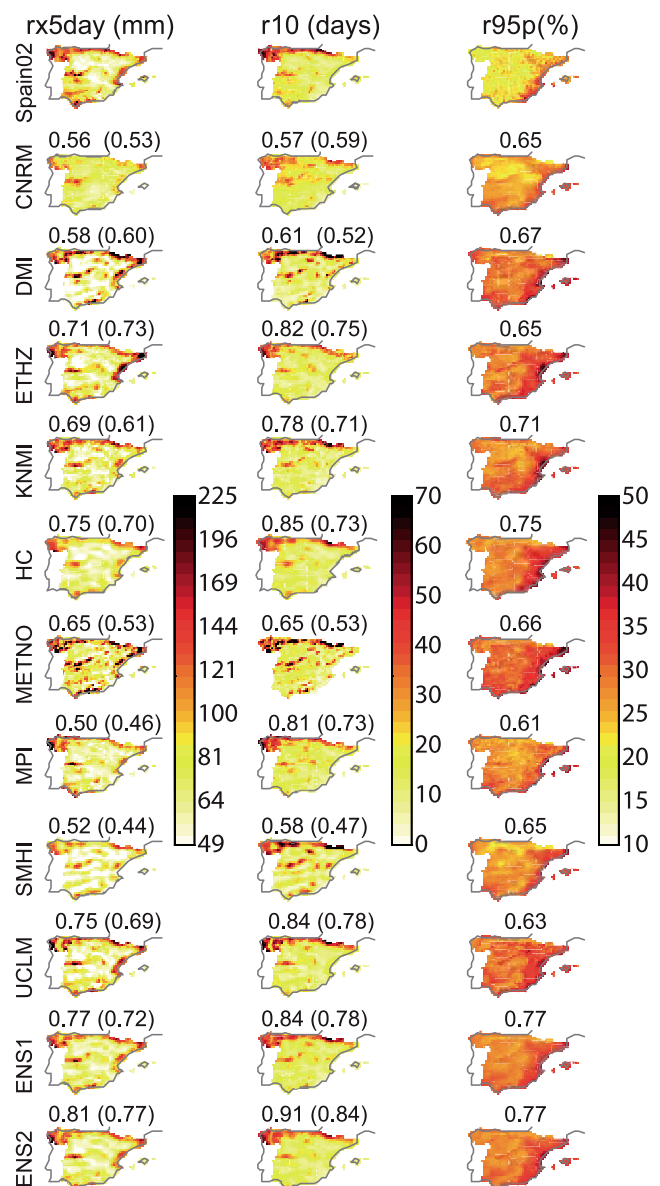 rx5day (mm) r10 (days) r95p(%)
Spain02
CNRM 0.56 (0.53) 0.57 (0.59) 0.65
DMI 0.58 (0.60) 0.61 (0.52) 0.67
ETHZ 0.71 (0.73) 0.82 (0.75) 0.65
KNMI 0.69 (0.61) 0.78 (0.71) 0.71
HC 0.75 (0.70) 0.85 (0.73) 0.75
METNO 0.65 (0.53) 0.65 (0.53) 0.66
MPI 0.50 (0.46) 0.81 (0.73) 0.61
SMHI 0.52 (0.44) 0.58 (0.47) 0.65
UCLM 0.75 (0.69) 0.84 (0.78) 0.63
ENS1 0.77 (0.72) 0.84 (0.78) 0.77
ENS2 0.81 (0.77) 0.91 (0.84) 0.77
225
196
169
144
121
100
81
64
49
70
60
50
40
30
20
10
0
50
45
40
35
30
25
20
15
10